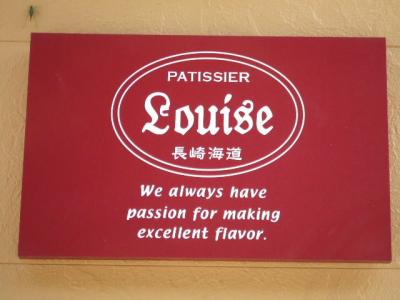 PATISSIER
Louise
長崎海道
We always have
passion for making
excellent flavor.